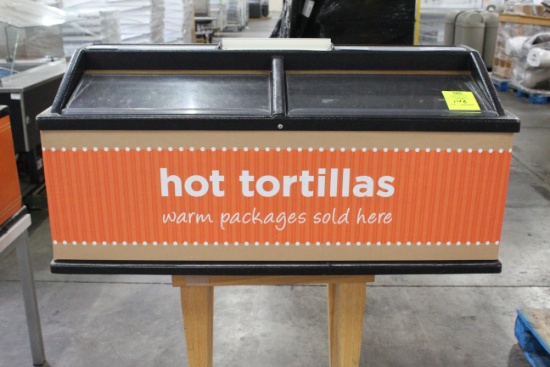 hot tortillas
warm packages sold here